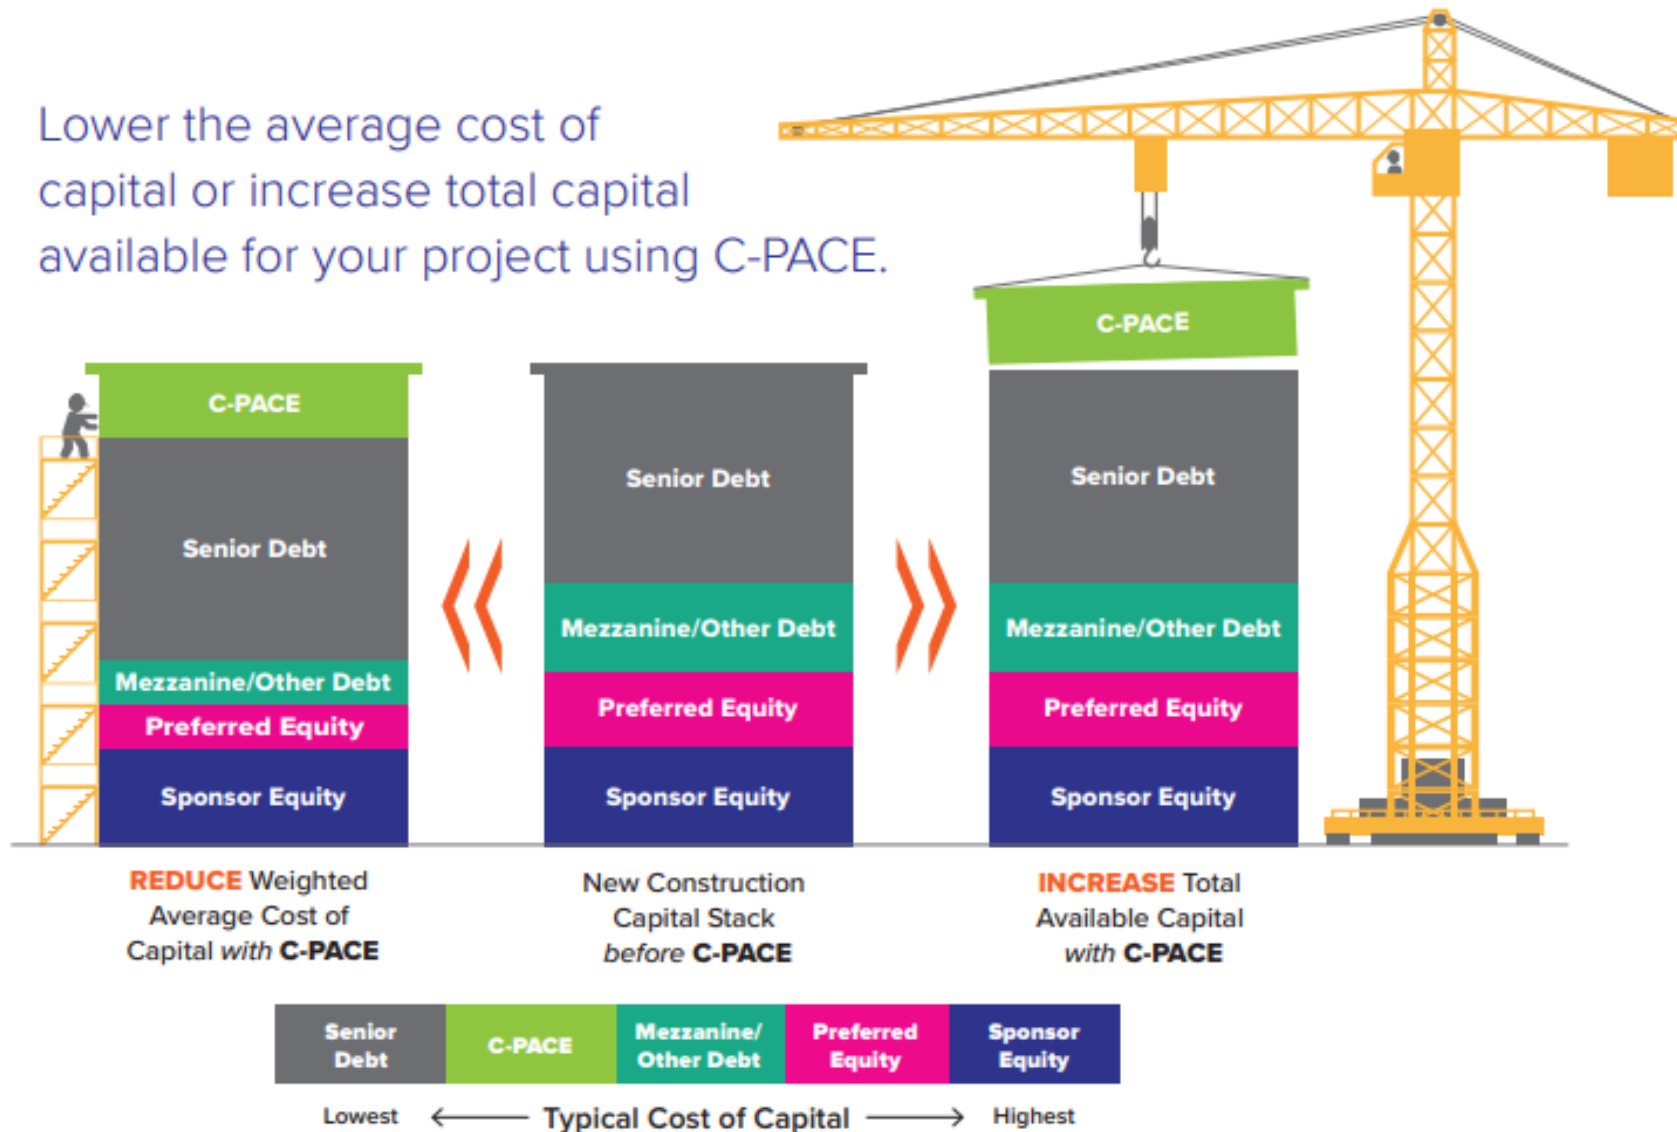 Lower the average cost of
capital or increase total capital
available for your project using C-PACE.
C-PACE
Senior Debt
Mezzanine/Other Debt
Preferred Equity
Sponsor Equity
REDUCE Weighted
Average Cost of
Capital with C-PACE
Senior Debt
Mezzanine/Other Debt
Preferred Equity
Sponsor Equity
New Construction
Capital Stack
before C-PACE
C-PACE
Senior Debt
Mezzanine/Other Debt
Preferred Equity
Sponsor Equity
INCREASE Total
Available Capital
with C-PACE
Senior
Debt
C-PACE
Mezzanine/
Other Debt
Preferred
Equity
Sponsor
Equity
Lowest
Typical Cost of Capital
Highest